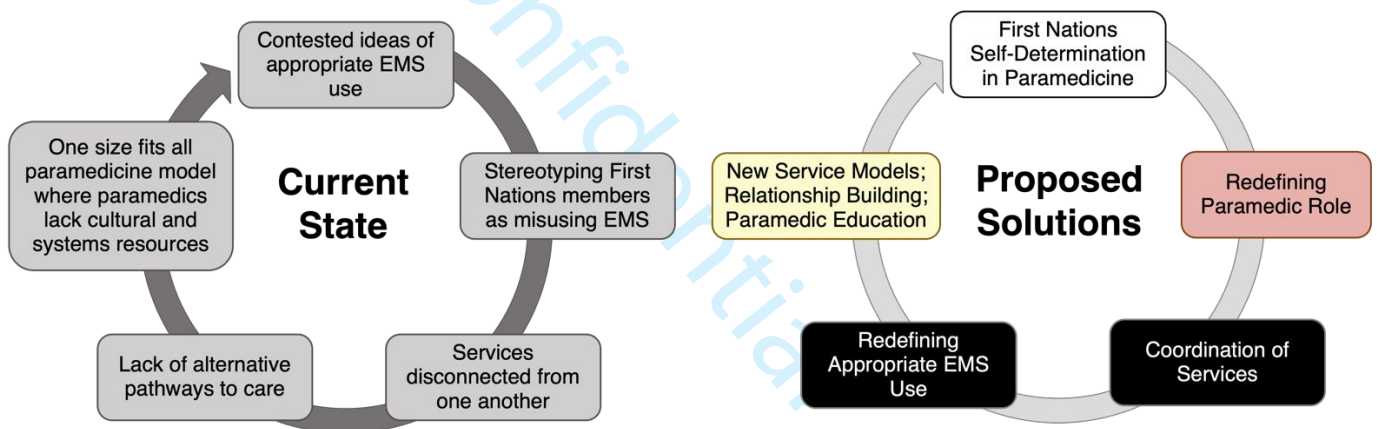 Contested ideas of
appropriate EMS
use
Stereotyping First
Nations members
as misusing EMS
Services
disconnected from
one another
Lack of alternative
pathways to care
One size fits all
paramedicine model
where paramedics
lack cultural and
systems resources
Current
State
First Nations
Self-Determination
in Paramedicine
Redefining
Paramedic Role
Coordination of
Services
Redefining
Appropriate EMS
Use
New Service Models;
Relationship Building;
Paramedic Education
Proposed
Solutions